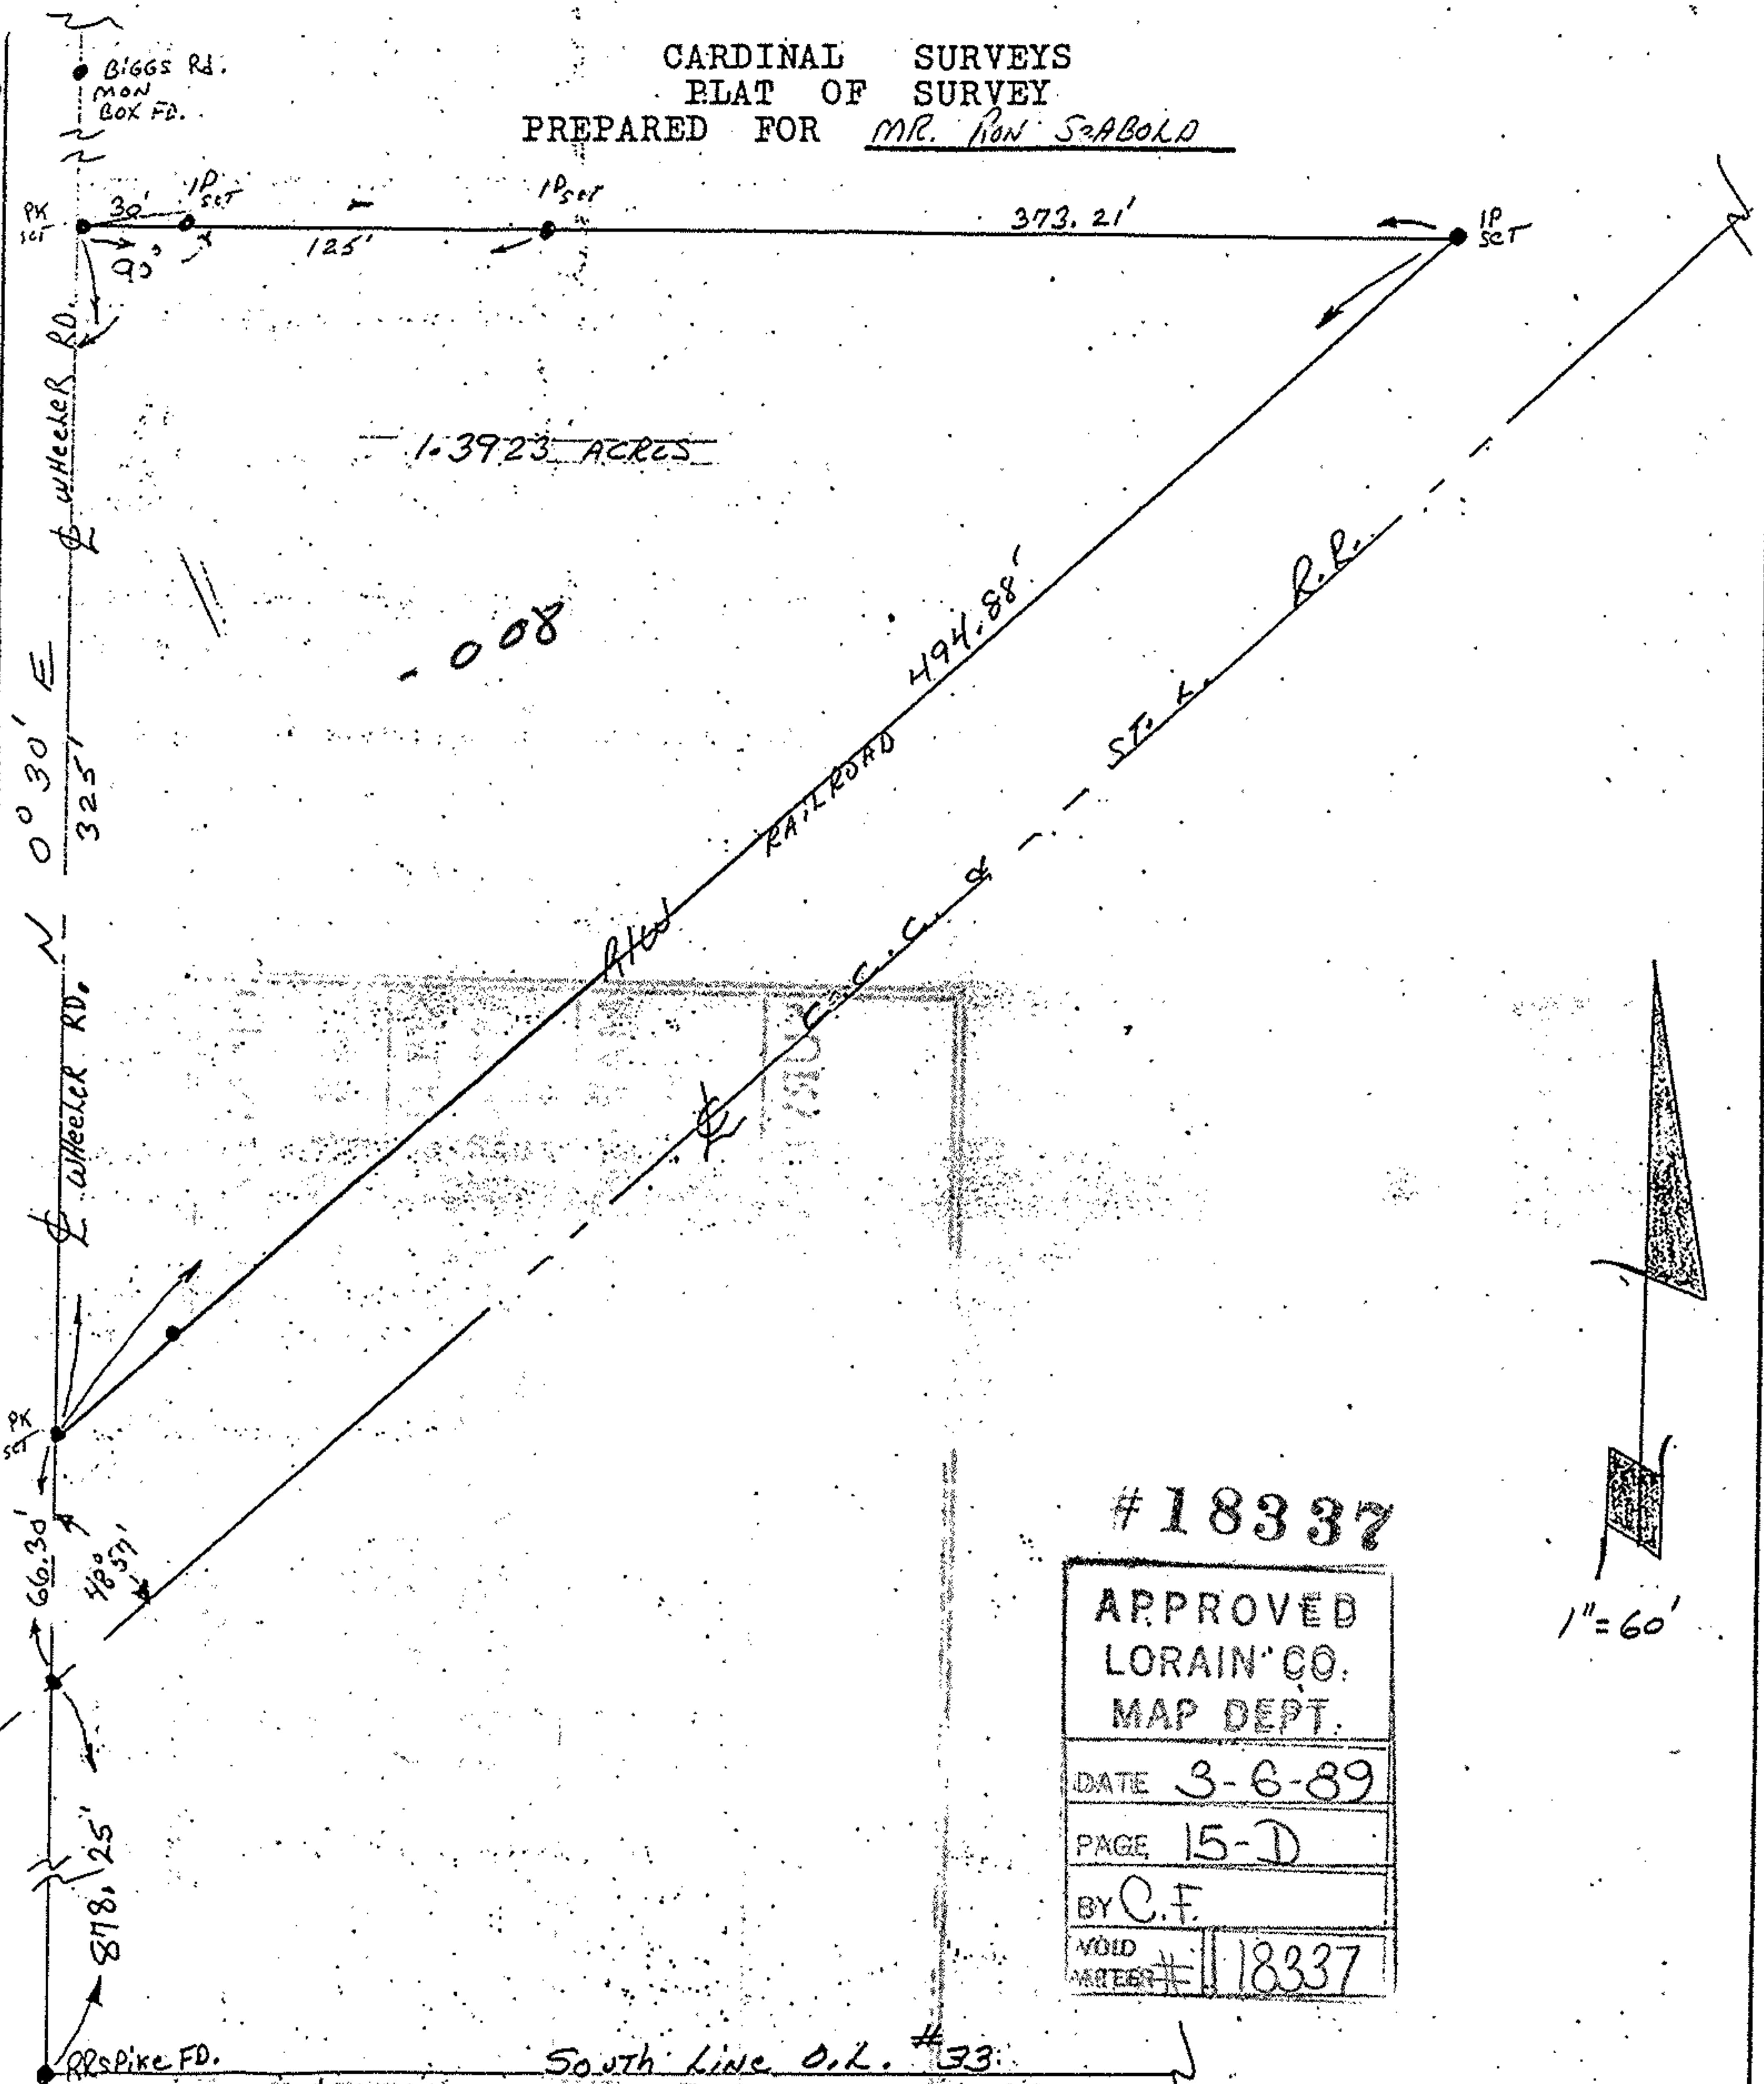 CARDINAL SURVEYS
PLAT OF SURVEY
PREPARED FOR MR. RON SEABOLD
BIGGS Rd.
MON
BOX FD.
PK
SET
30'
IP
SET
IP SET
125'
373.21'
IP
SET
90°
℄ WHEELER RD.
1.3923 ACRES
- 008
494.88'
RAILROAD
R/W
℄ C. C. C. & ST. L. R.R.
N 0° 30' E
325'
℄ WHEELER RD.
PK
SET
66.30'
48° 57'
878.25'
RR SPIKE FD.
SOUTH LINE O.L. #33
1"=60'
#18337
APPROVED
LORAIN CO.
MAP DEPT.
DATE 3-6-89
PAGE 15-D
BY C.F.
VOID
# 18337